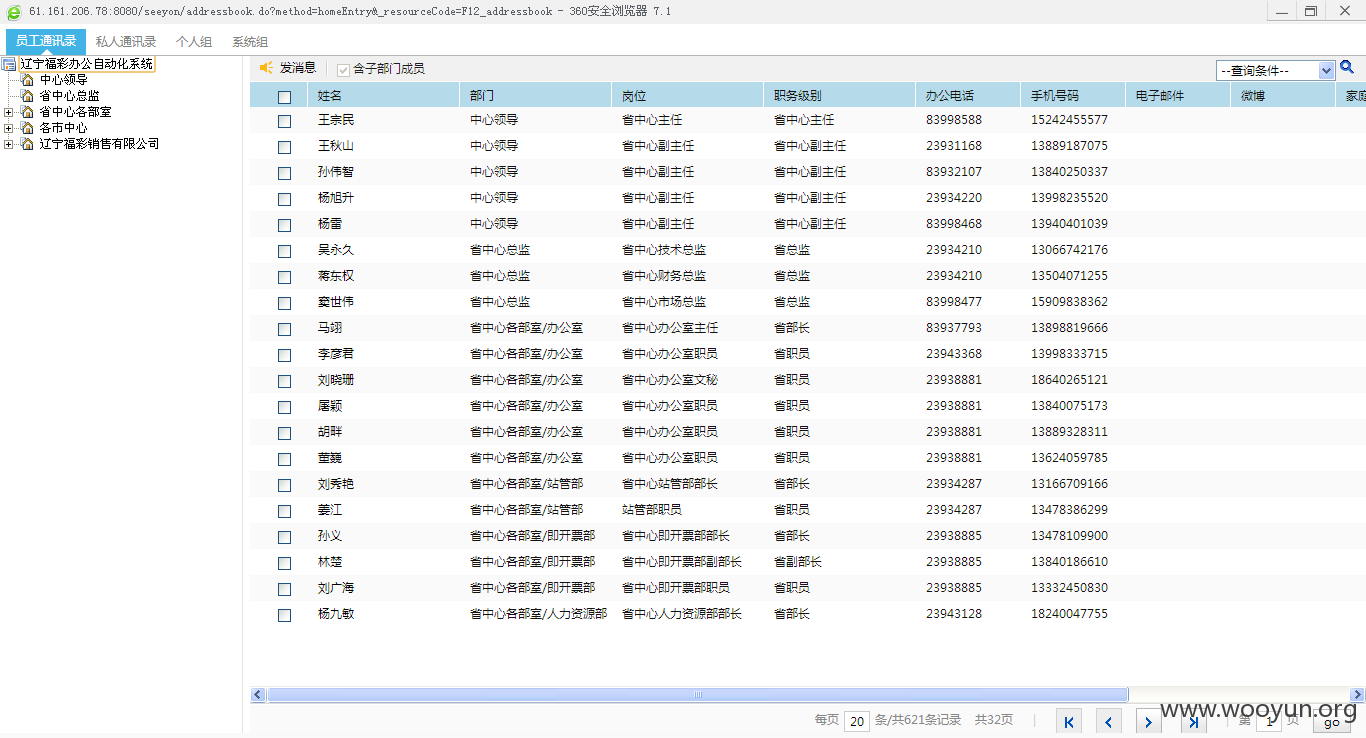 61.161.206.78:8080/seeyon/addressbook.do?method=homeEntry&_resourceCode=F12_addressbook - 360安全浏览器 7.1
员工通讯录 私人通讯录 个人组 系统组
辽宁福彩办公自动化系统
中心领导
省中心总监
省中心各部室
各市中心
辽宁福彩销售有限公司
发消息 含子部门成员 --查询条件--
姓名 部门 岗位 职务级别 办公电话 手机号码 电子邮件 微博 家庭
王宗民 中心领导 省中心主任 省中心主任 83998588 15242455577
王秋山 中心领导 省中心副主任 省中心副主任 23931168 13889187075
孙伟智 中心领导 省中心副主任 省中心副主任 83932107 13840250337
杨旭升 中心领导 省中心副主任 省中心副主任 23934220 13998235520
杨雷 中心领导 省中心副主任 省中心副主任 83998468 13940401039
吴永久 省中心总监 省中心技术总监 省总监 23934210 13066742176
蒋东权 省中心总监 省中心财务总监 省总监 23934210 13504071255
窦世伟 省中心总监 省中心市场总监 省总监 83998477 15909838362
马翊 省中心各部室/办公室 省中心办公室主任 省部长 83937793 13898819666
李彦君 省中心各部室/办公室 省中心办公室职员 省职员 23943368 13998333715
刘晓珊 省中心各部室/办公室 省中心办公室文秘 省职员 23938881 18640265121
屠颖 省中心各部室/办公室 省中心办公室职员 省职员 23938881 13840075173
胡畔 省中心各部室/办公室 省中心办公室职员 省职员 23938881 13889328311
董巍 省中心各部室/办公室 省中心办公室职员 省职员 23938881 13624059785
刘秀艳 省中心各部室/站管部 省中心站管部部长 省部长 23934287 13166709166
姜江 省中心各部室/站管部 站管部职员 省职员 23934287 13478386299
孙义 省中心各部室/即开票部 省中心即开票部部长 省部长 23938885 13478109900
林楚 省中心各部室/即开票部 省中心即开票部副部长 省副部长 23938885 13840186610
刘广海 省中心各部室/即开票部 省中心即开票部职员 省职员 23938885 13332450830
杨九敏 省中心各部室/人力资源部 省中心人力资源部部长 省部长 23943128 18240047755
每页 20 条/共621条记录 共32页 第 1 页 go
www.wooyun.org